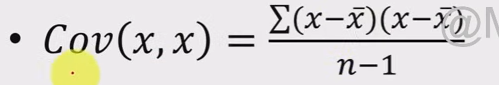 • Cov(x, x) = ∑(x−x̄)(x−x̄) / n−1
@M